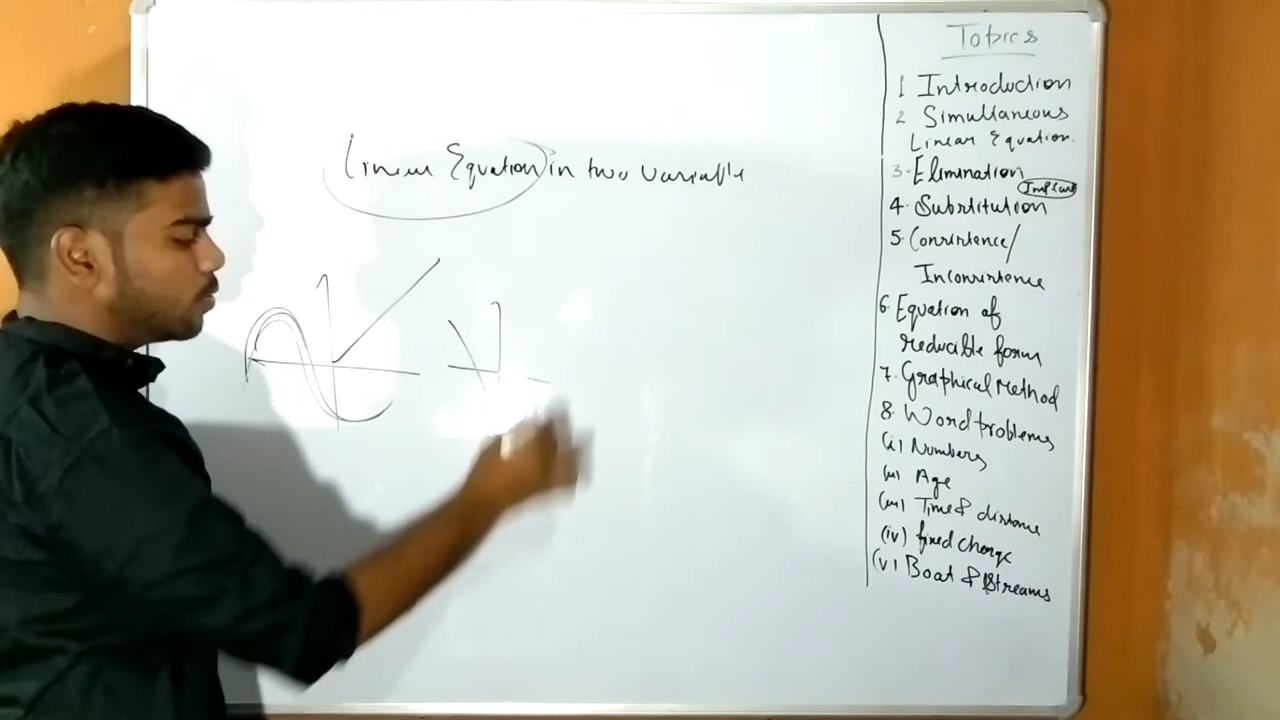 Linear Equation in two variable
Topics
1 Introduction
2 Simultaneous
Linear Equation.
3. Elimination
4. Substitution
5. Consistence/
Inconsistence
6. Equation of
reducible form
7. Graphical Method
8. Word problems
(i) Numbers
(ii) Age
(iii) Time & distance
(iv) fixed charge
(v) Boat & Streams